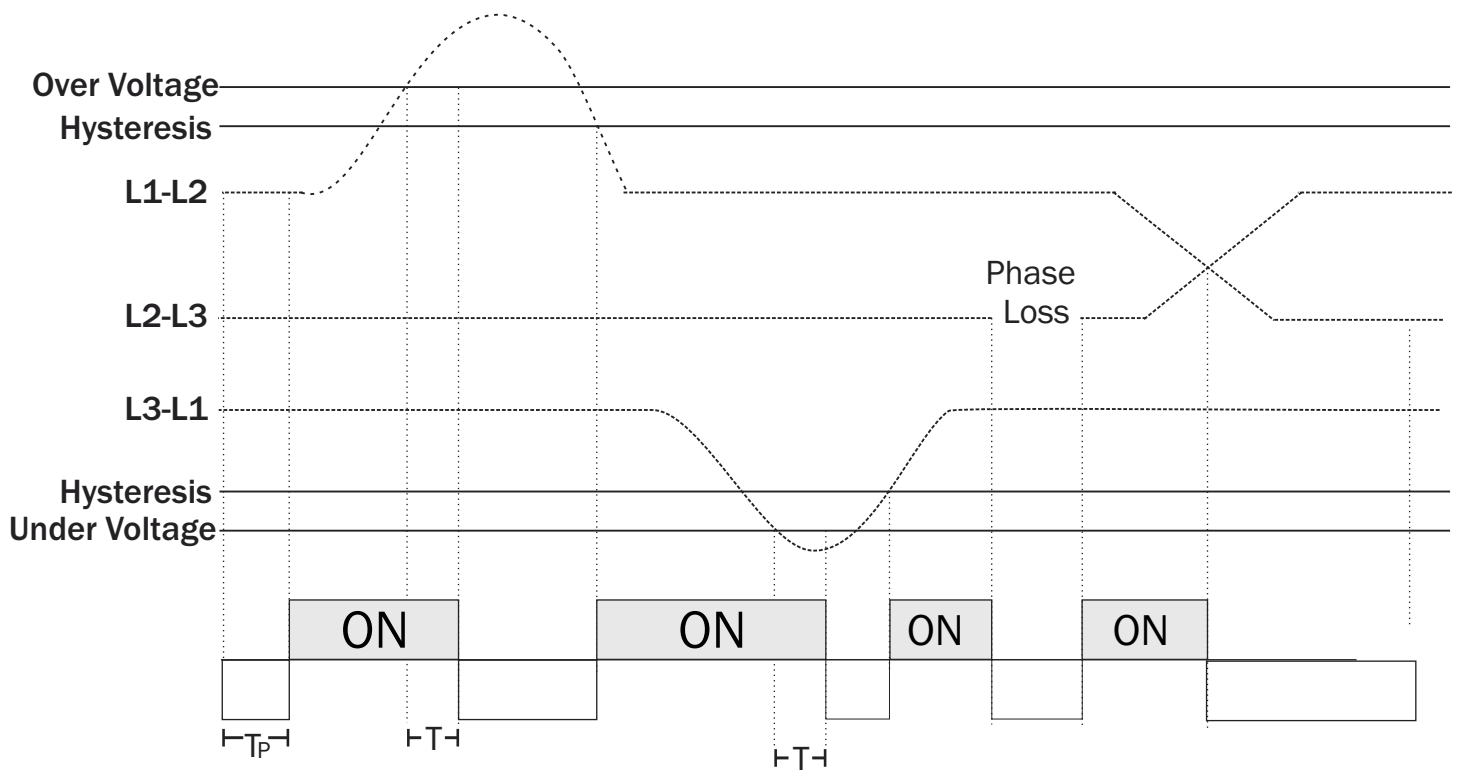 Over Voltage
Hysteresis
L1-L2
Phase
Loss
L2-L3
L3-L1
Hysteresis
Under Voltage
ON
ON
ON
ON
TP
T
T